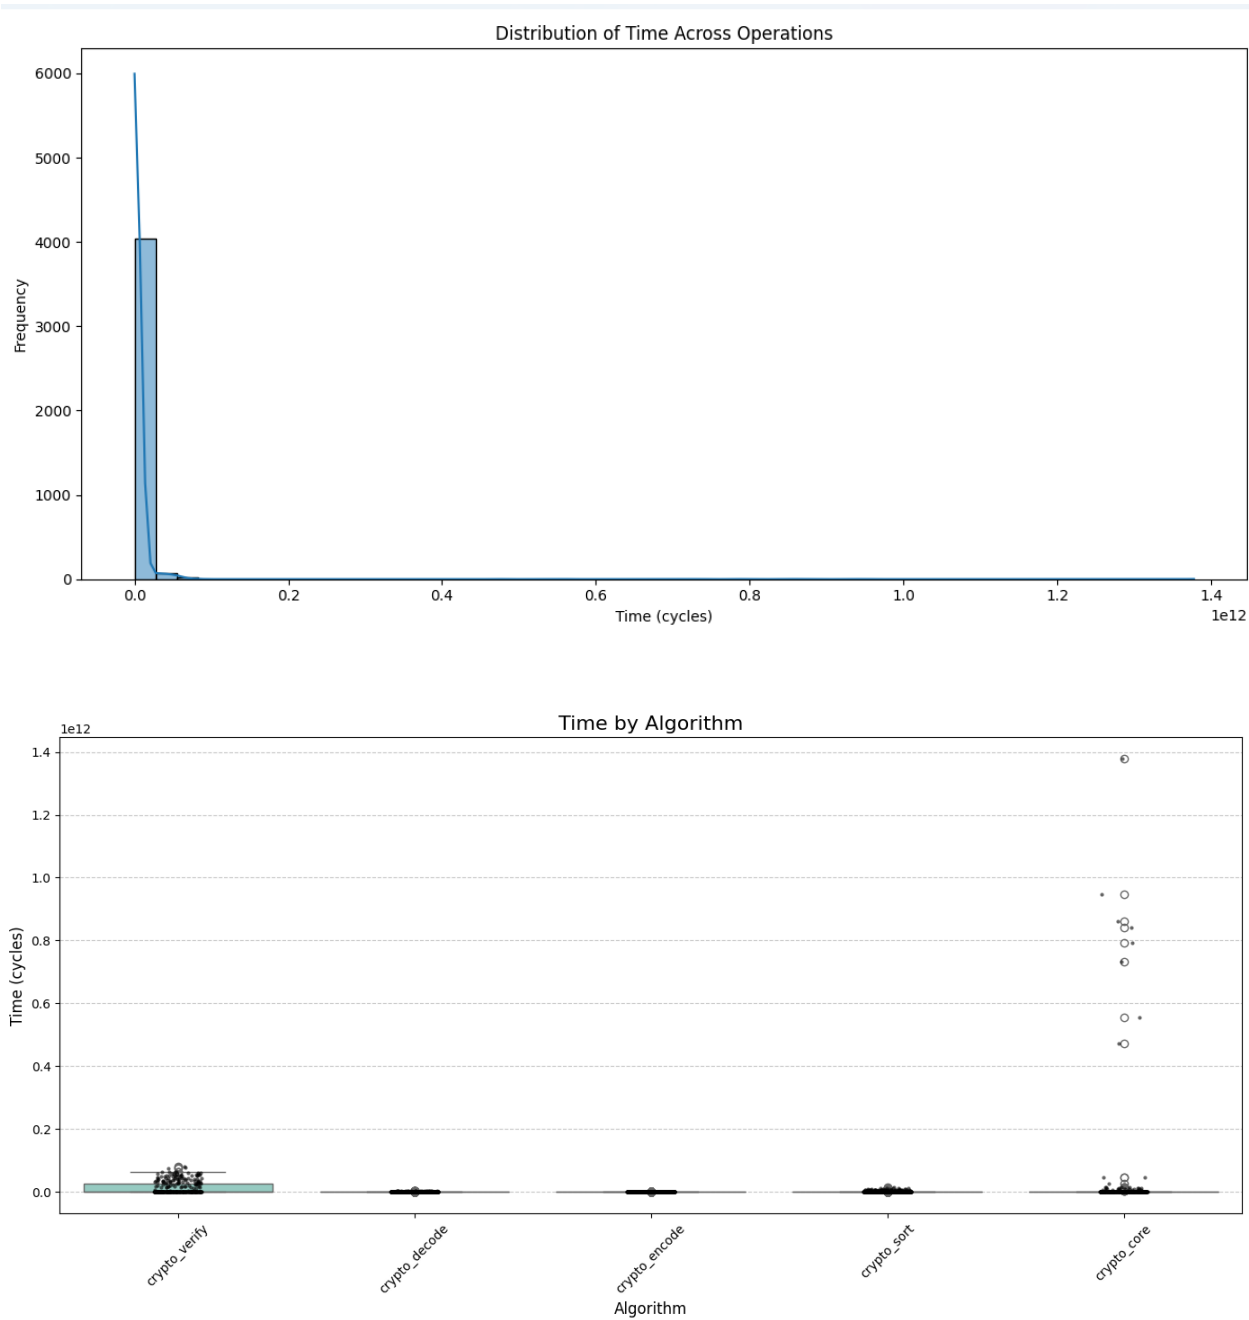 Distribution of Time Across Operations
6000
5000
4000
3000
2000
1000
0
Frequency
0.0 0.2 0.4 0.6 0.8 1.0 1.2 1.4
1e12
Time (cycles)
Time by Algorithm
1e12
1.4
1.2
1.0
0.8
0.6
0.4
0.2
0.0
Time (cycles)
crypto_verify crypto_decode crypto_encode crypto_sort crypto_core
Algorithm